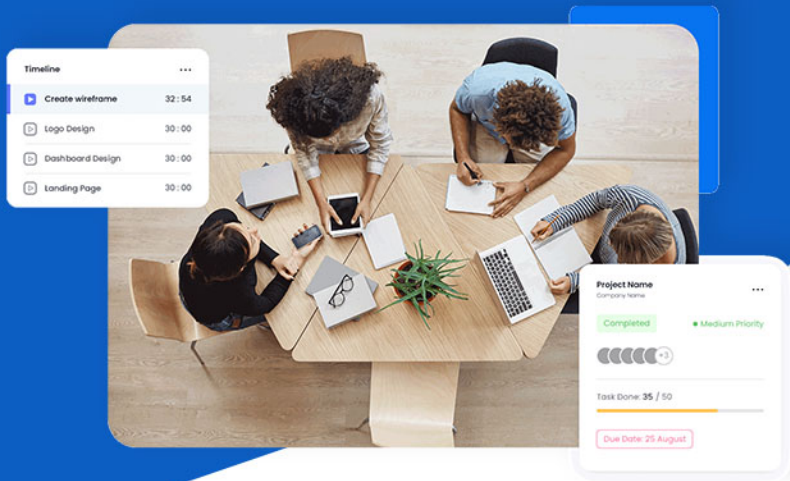 Timeline
Create wireframe 32 : 54
Logo Design 30 : 00
Dashboard Design 30 : 00
Landing Page 30 : 00
Project Name
Company Name
Completed
Medium Priority
+3
Task Done: 35 / 50
Due Date: 25 August